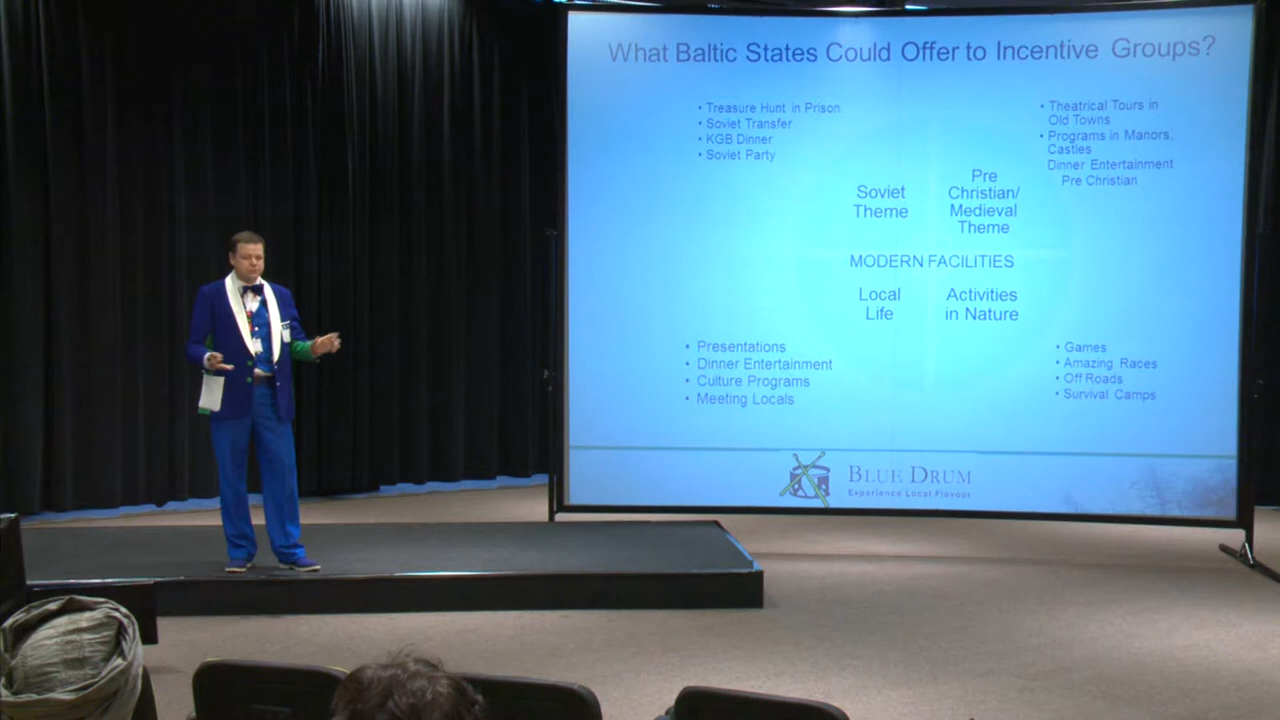 What Baltic States Could Offer to Incentive Groups?
• Treasure Hunt in Prison
• Soviet Transfer
• KGB Dinner
• Soviet Party
• Theatrical Tours in
Old Towns
• Programs in Manors,
Castles
Dinner Entertainment
Pre Christian
Soviet
Theme
Pre
Christian/
Medieval
Theme
MODERN FACILITIES
Local
Life
Activities
in Nature
• Presentations
• Dinner Entertainment
• Culture Programs
• Meeting Locals
• Games
• Amazing Races
• Off Roads
• Survival Camps
BLUE DRUM
Experience Local Flavour